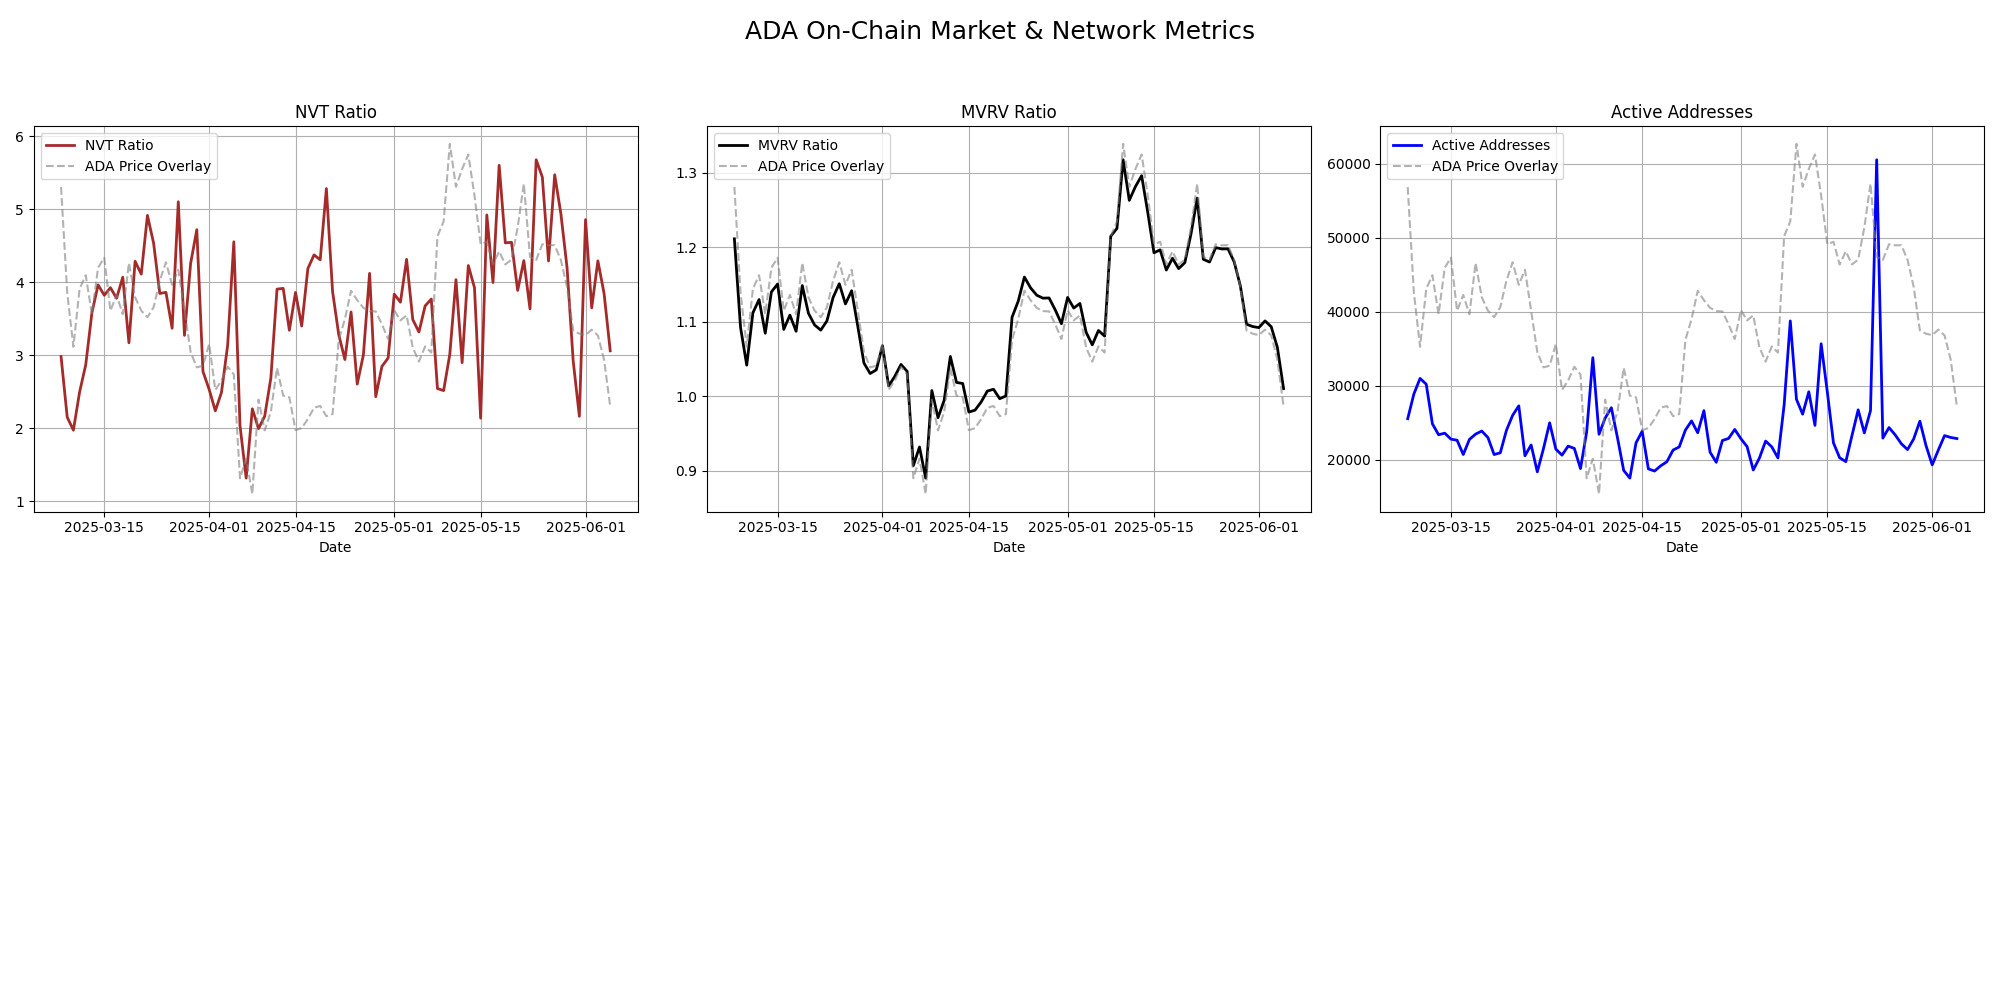 ADA On-Chain Market & Network Metrics
NVT Ratio
NVT Ratio
ADA Price Overlay
6
5
4
3
2
1
2025-03-15 2025-04-01 2025-04-15 2025-05-01 2025-05-15 2025-06-01
Date
MVRV Ratio
MVRV Ratio
ADA Price Overlay
1.3
1.2
1.1
1.0
0.9
2025-03-15 2025-04-01 2025-04-15 2025-05-01 2025-05-15 2025-06-01
Date
Active Addresses
Active Addresses
ADA Price Overlay
60000
50000
40000
30000
20000
2025-03-15 2025-04-01 2025-04-15 2025-05-01 2025-05-15 2025-06-01
Date